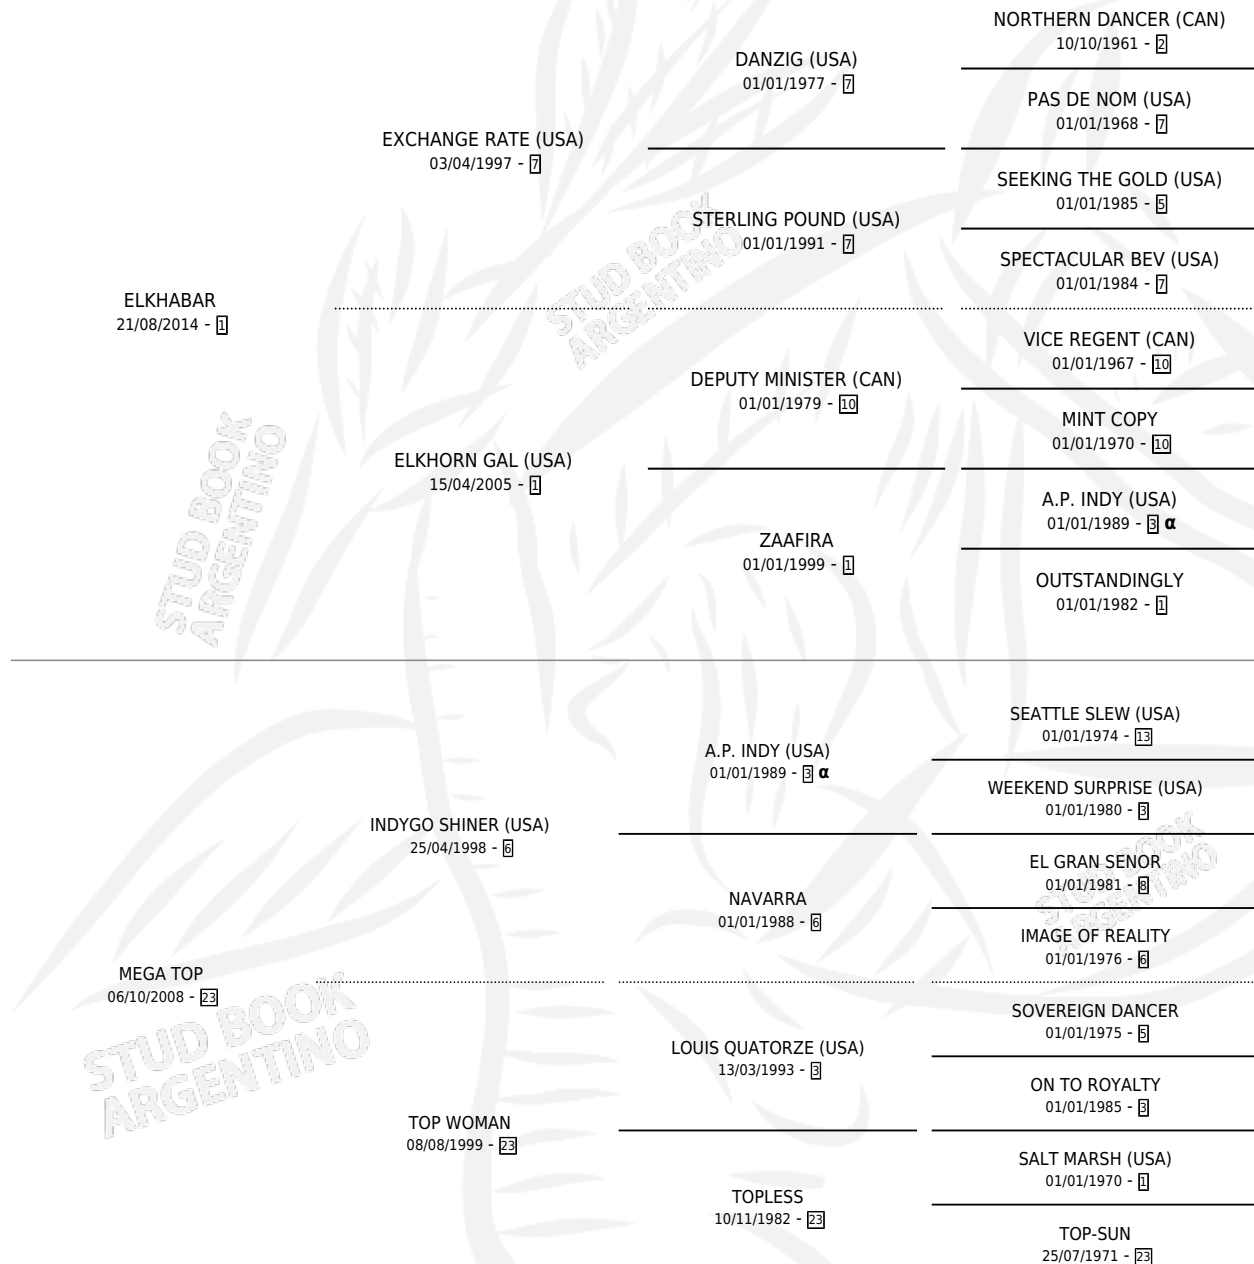 NORTHERN DANCER (CAN)
10/10/1961 - 2
DANZIG (USA)
01/01/1977 - 7
PAS DE NOM (USA)
01/01/1968 - 7
EXCHANGE RATE (USA)
03/04/1997 - 7
SEEKING THE GOLD (USA)
01/01/1985 - 5
STERLING POUND (USA)
01/01/1991 - 7
SPECTACULAR BEV (USA)
01/01/1984 - 7
STUD BOOK
ARGENTINO
ELKHABAR
21/08/2014 - 1
VICE REGENT (CAN)
01/01/1967 - 10
DEPUTY MINISTER (CAN)
01/01/1979 - 10
MINT COPY
01/01/1970 - 10
ELKHORN GAL (USA)
15/04/2005 - 1
A.P. INDY (USA)
01/01/1989 - 3 α
ZAAFIRA
01/01/1999 - 1
OUTSTANDINGLY
01/01/1982 - 1
STUD BOOK
ARGENTINO
SEATTLE SLEW (USA)
01/01/1974 - 13
A.P. INDY (USA)
01/01/1989 - 3 α
WEEKEND SURPRISE (USA)
01/01/1980 - 3
INDYGO SHINER (USA)
25/04/1998 - 6
EL GRAN SENOR
01/01/1981 - 8
NAVARRA
01/01/1988 - 6
IMAGE OF REALITY
01/01/1976 - 6
STUD BOOK
ARGENTINO
MEGA TOP
06/10/2008 - 23
SOVEREIGN DANCER
01/01/1975 - 5
LOUIS QUATORZE (USA)
13/03/1993 - 3
ON TO ROYALTY
01/01/1985 - 3
STUD BOOK
ARGENTINO
TOP WOMAN
08/08/1999 - 23
SALT MARSH (USA)
01/01/1970 - 1
TOPLESS
10/11/1982 - 23
TOP-SUN
25/07/1971 - 23